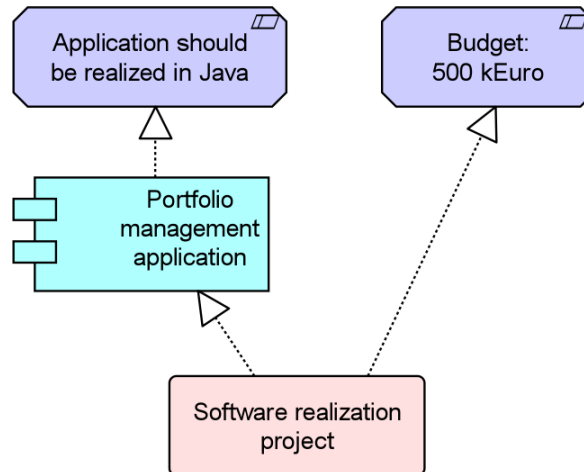 Application should
be realized in Java
Budget:
500 kEuro
Portfolio
management
application
Software realization
project